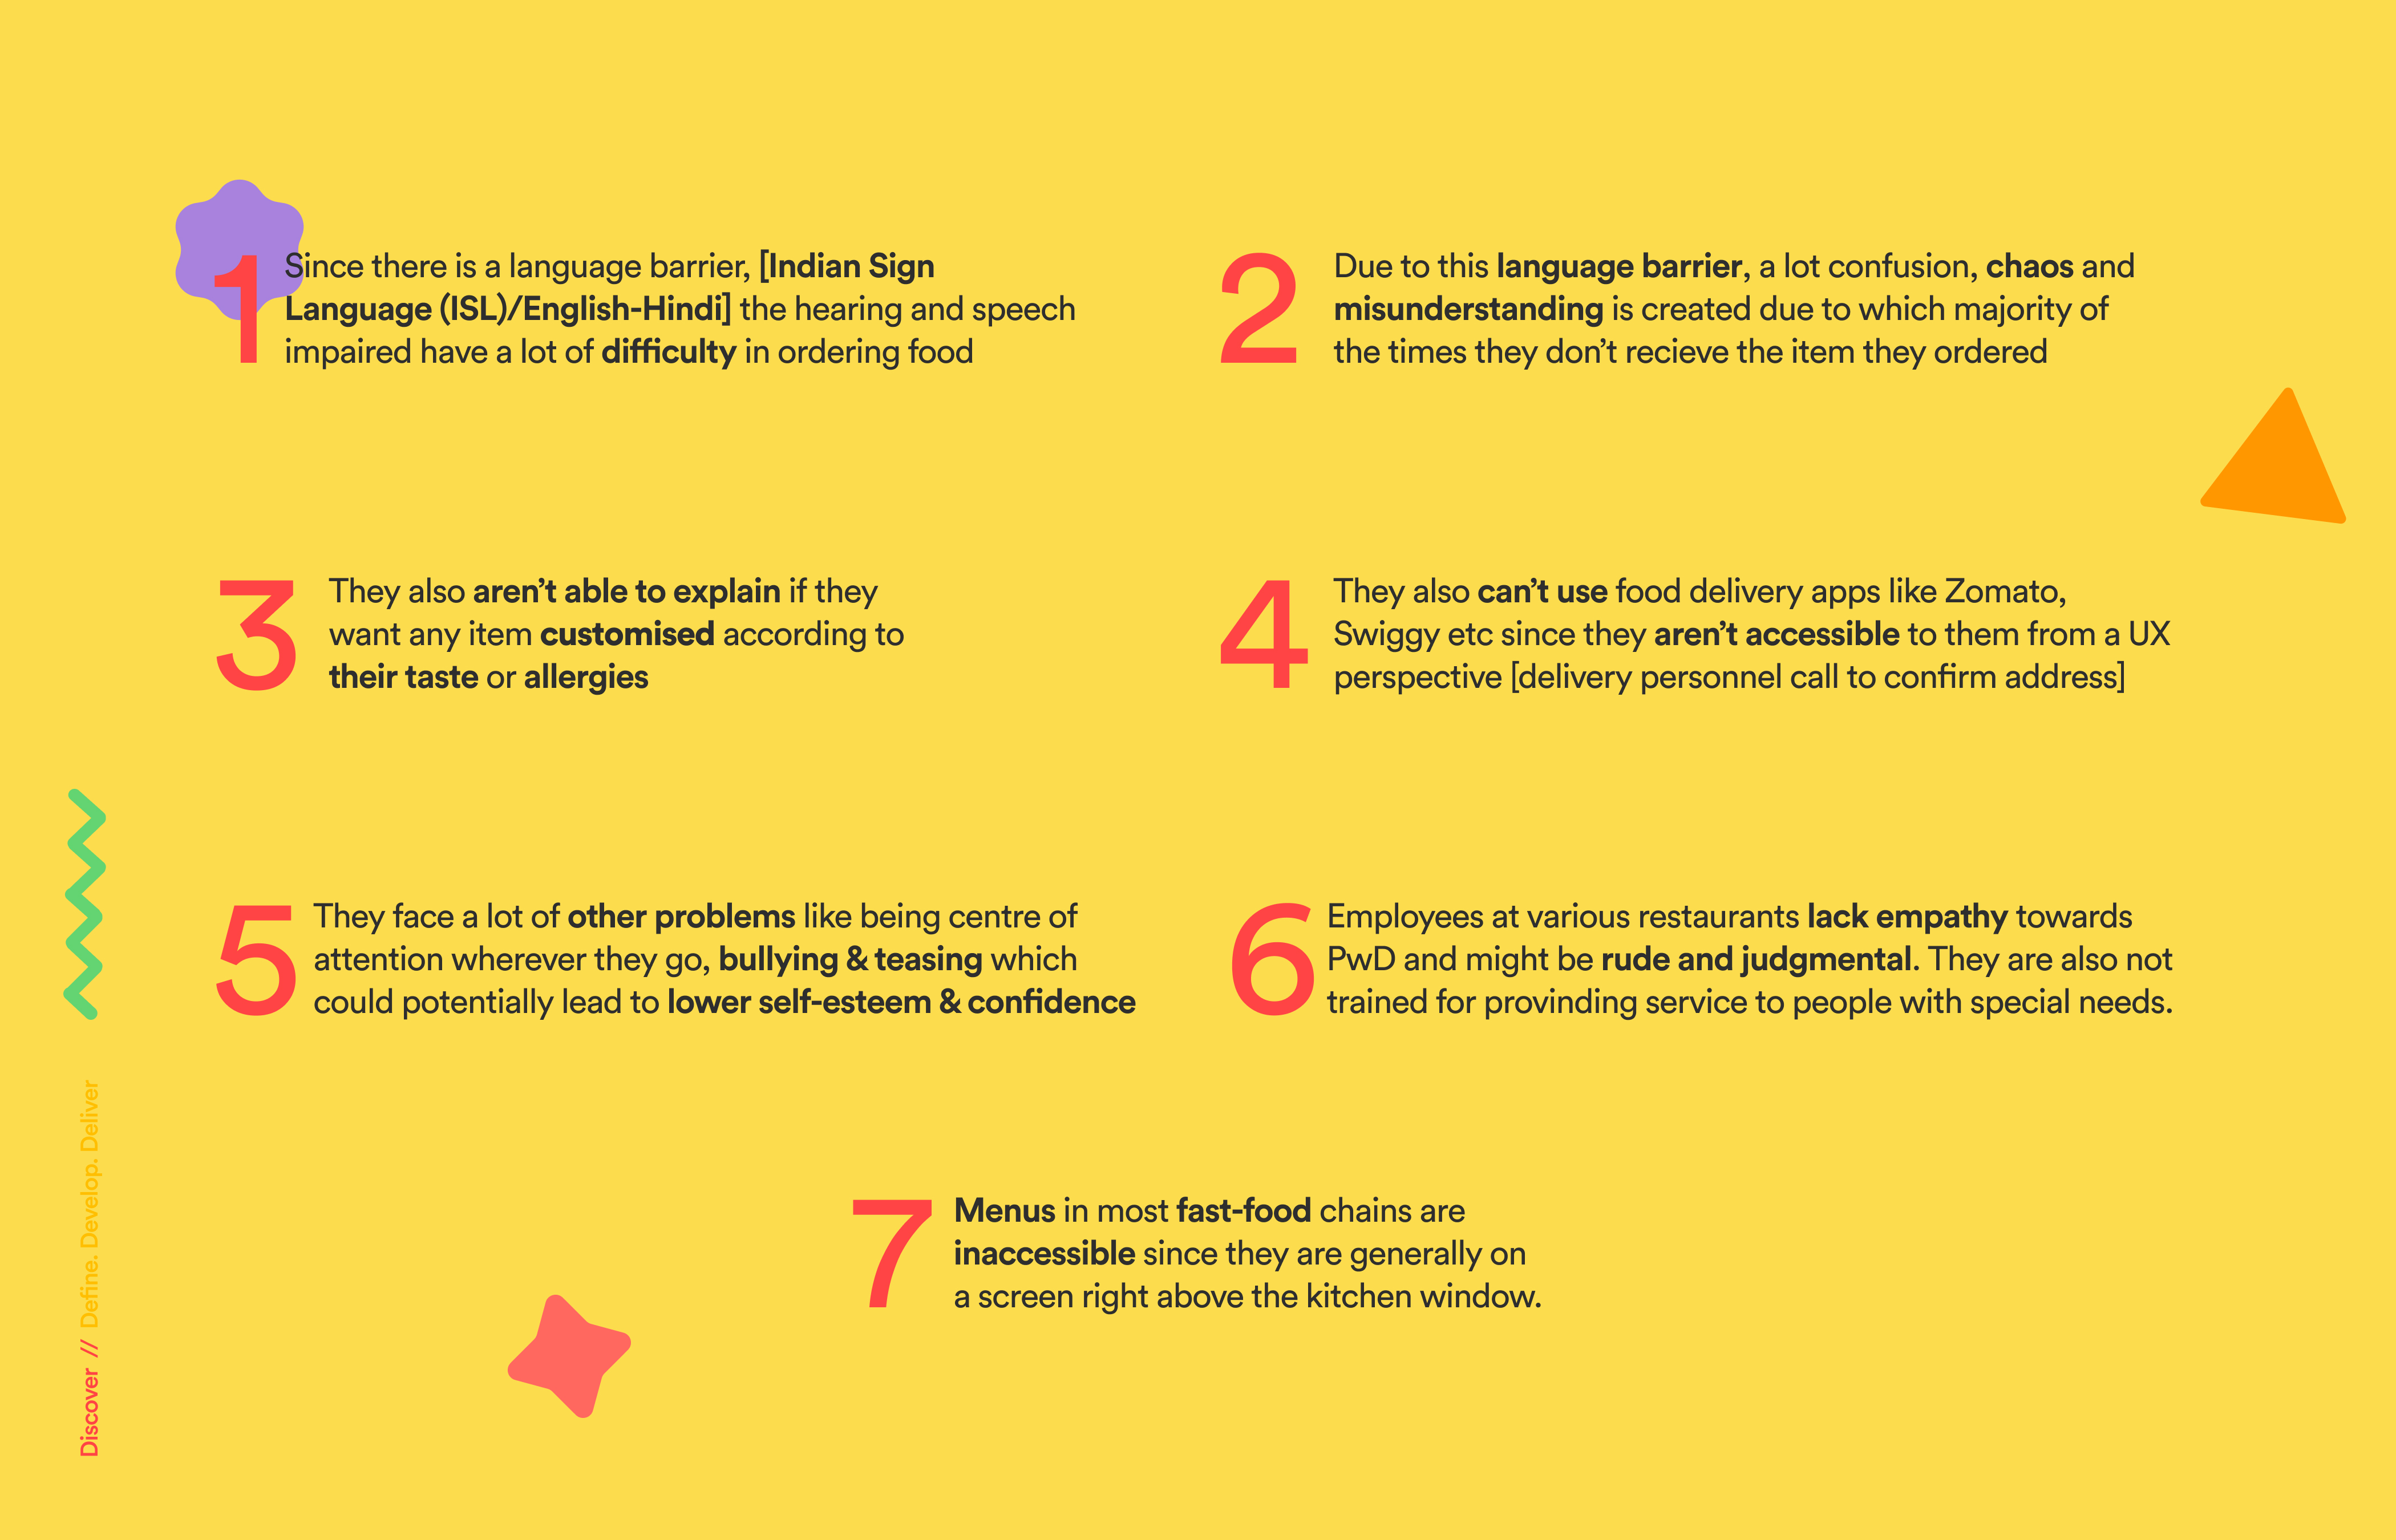 1
Since there is a language barrier, [Indian Sign
Language (ISL)/English-Hindi] the hearing and speech
impaired have a lot of difficulty in ordering food
2
Due to this language barrier, a lot confusion, chaos and
misunderstanding is created due to which majority of
the times they don’t recieve the item they ordered
3
They also aren’t able to explain if they
want any item customised according to
their taste or allergies
4
They also can’t use food delivery apps like Zomato,
Swiggy etc since they aren’t accessible to them from a UX
perspective [delivery personnel call to confirm address]
5
They face a lot of other problems like being centre of
attention wherever they go, bullying & teasing which
could potentially lead to lower self-esteem & confidence
6
Employees at various restaurants lack empathy towards
PwD and might be rude and judgmental. They are also not
trained for provinding service to people with special needs.
7
Menus in most fast-food chains are
inaccessible since they are generally on
a screen right above the kitchen window.
Discover // Define. Develop. Deliver